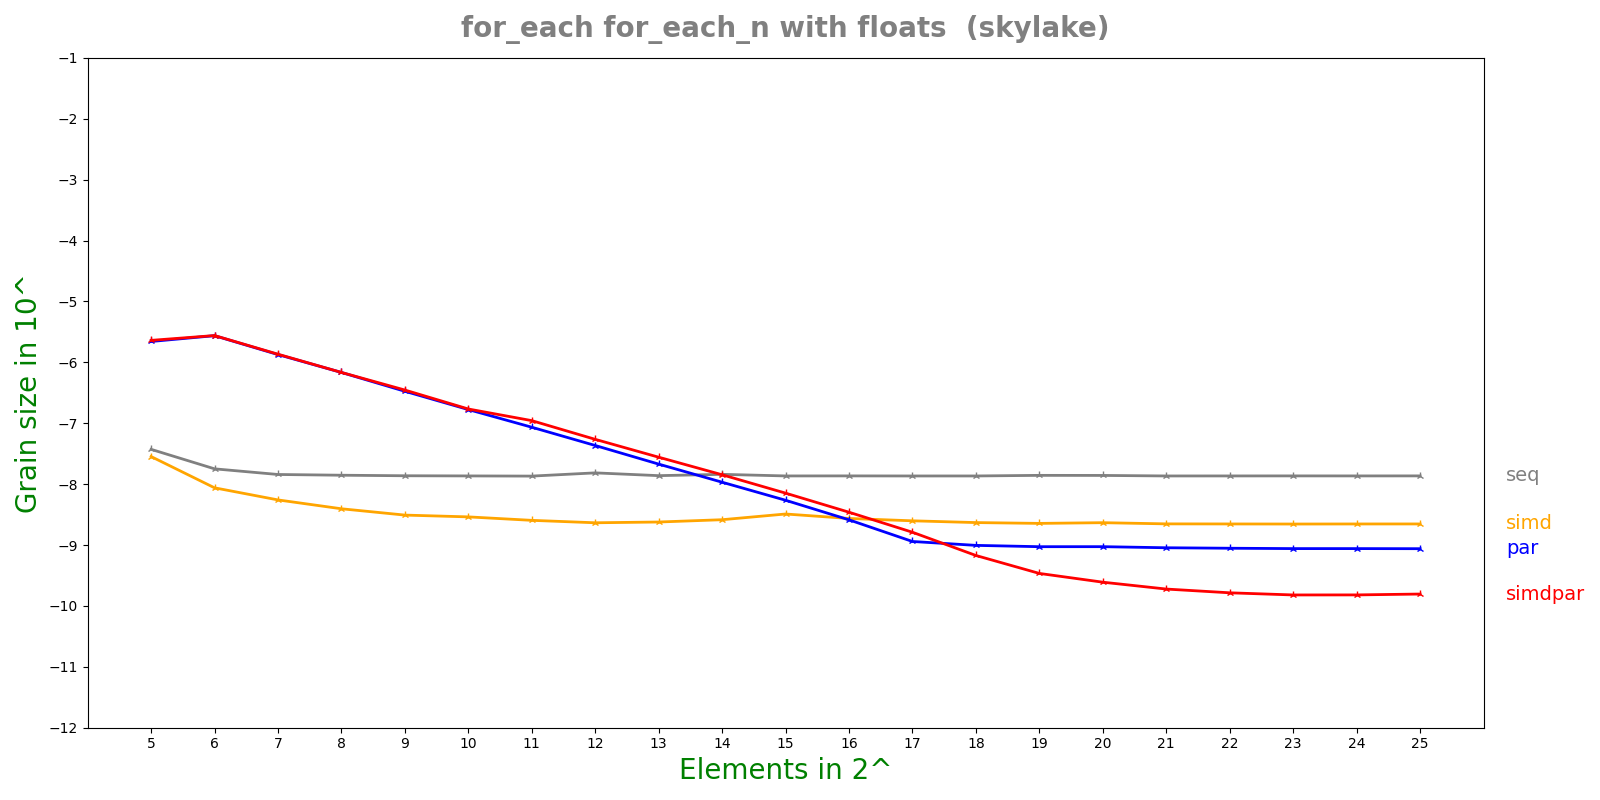 for_each for_each_n with floats (skylake)
Grain size in 10^
−1
−2
−3
−4
−5
−6
−7
−8
−9
−10
−11
−12
seq
simd
par
simdpar
5 6 7 8 9 10 11 12 13 14 15 16 17 18 19 20 21 22 23 24 25
Elements in 2^